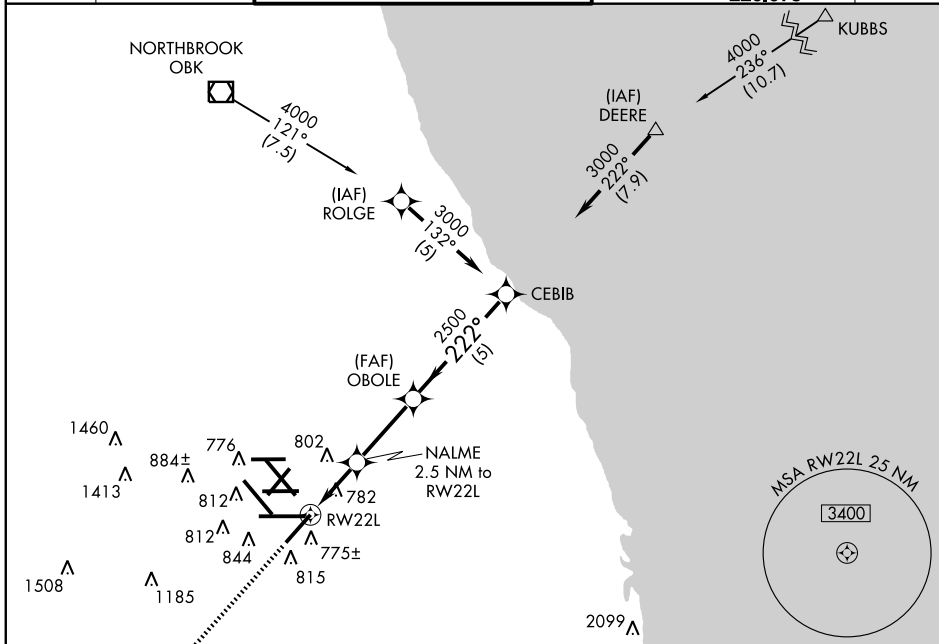 KUBBS
4000
236°
(10.7)
NORTHBROOK
OBK
4000
121°
(7.5)
(IAF)
DEERE
3000
222°
(7.9)
(IAF)
ROLGE
3000
132°
(5)
CEBIB
2500
222°
(5)
(FAF)
OBOLE
1460
1413
884±
776
802
NALME
2.5 NM to
RW22L
812
782
RW22L
812
844
775±
815
1508
1185
2099
MSA RW22L 25 NM
3400